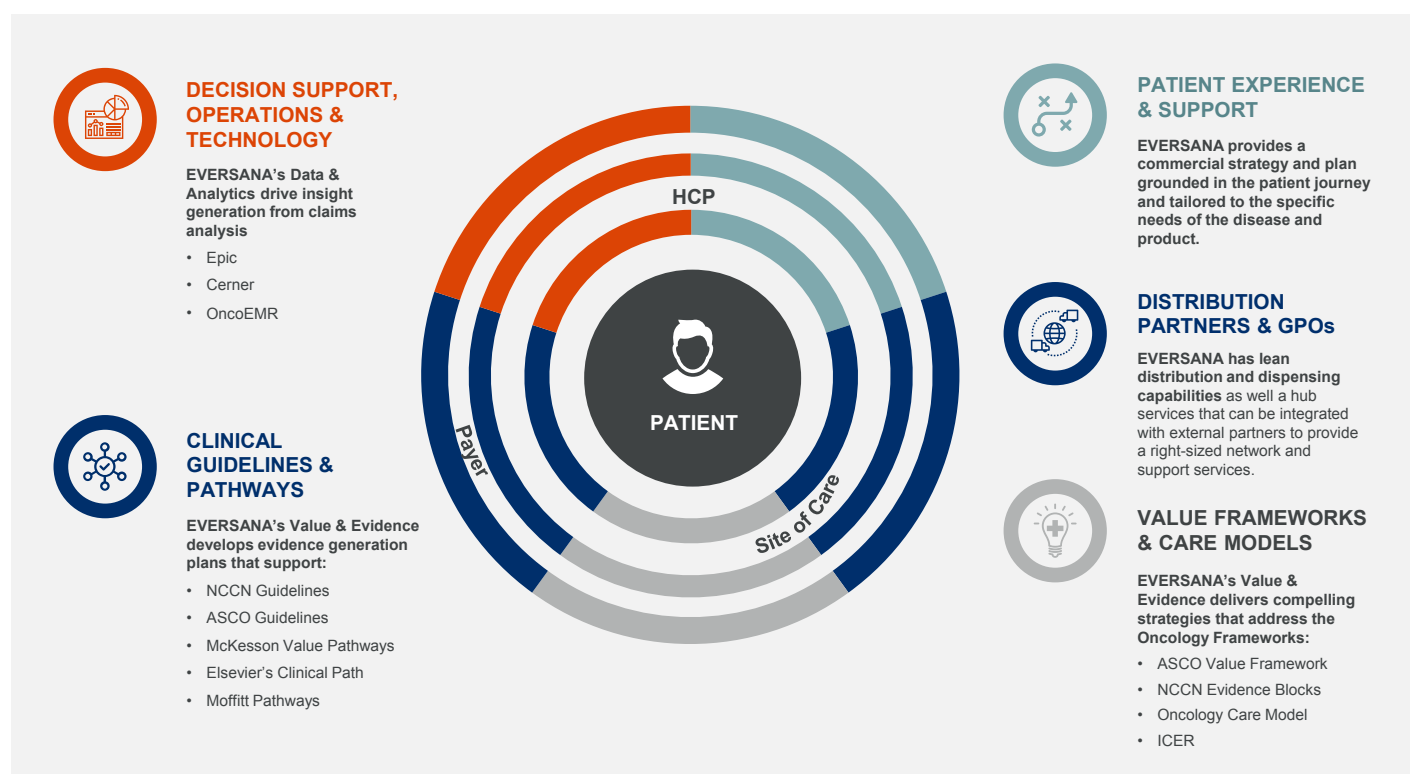 DECISION SUPPORT,
OPERATIONS &
TECHNOLOGY
EVERSANA's Data &
Analytics drive insight
generation from claims
analysis
• Epic
• Cerner
• OncoEMR
CLINICAL
GUIDELINES &
PATHWAYS
EVERSANA's Value & Evidence
develops evidence generation
plans that support:
• NCCN Guidelines
• ASCO Guidelines
• McKesson Value Pathways
• Elsevier's Clinical Path
• Moffitt Pathways
HCP
PATIENT
Payer
Site of Care
PATIENT EXPERIENCE
& SUPPORT
EVERSANA provides a
commercial strategy and plan
grounded in the patient journey
and tailored to the specific
needs of the disease and
product.
DISTRIBUTION
PARTNERS & GPOs
EVERSANA has lean
distribution and dispensing
capabilities as well a hub
services that can be integrated
with external partners to provide
a right-sized network and
support services.
VALUE FRAMEWORKS
& CARE MODELS
EVERSANA's Value &
Evidence delivers compelling
strategies that address the
Oncology Frameworks:
• ASCO Value Framework
• NCCN Evidence Blocks
• Oncology Care Model
• ICER